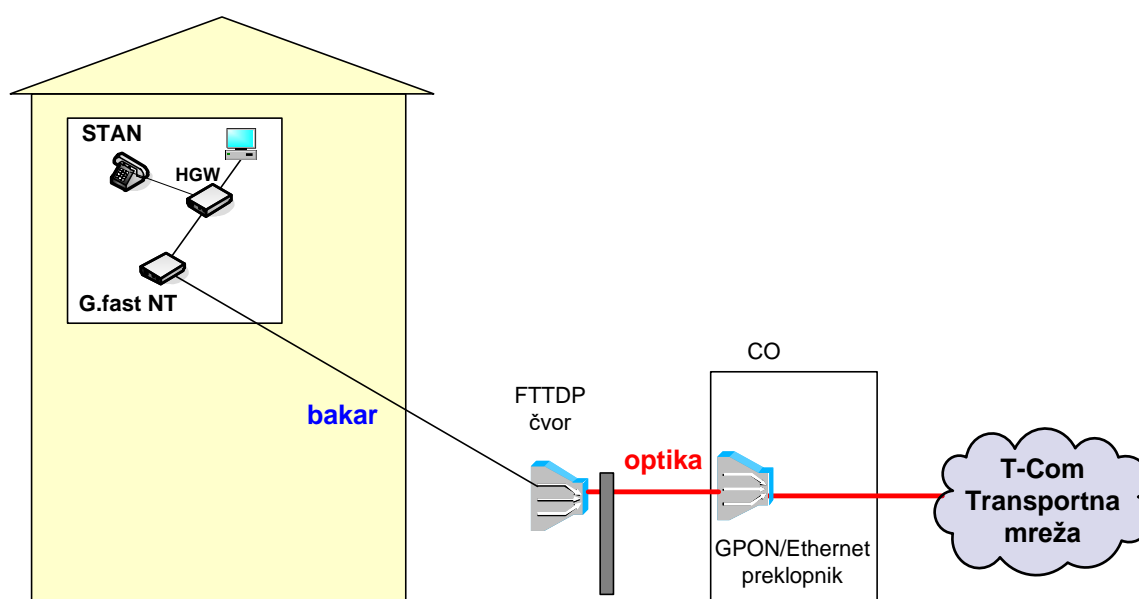 STAN
HGW
G.fast NT
bakar
FTTDP
čvor
optika
CO
GPON/Ethernet
preklopnik
T-Com
Transportna
mreža